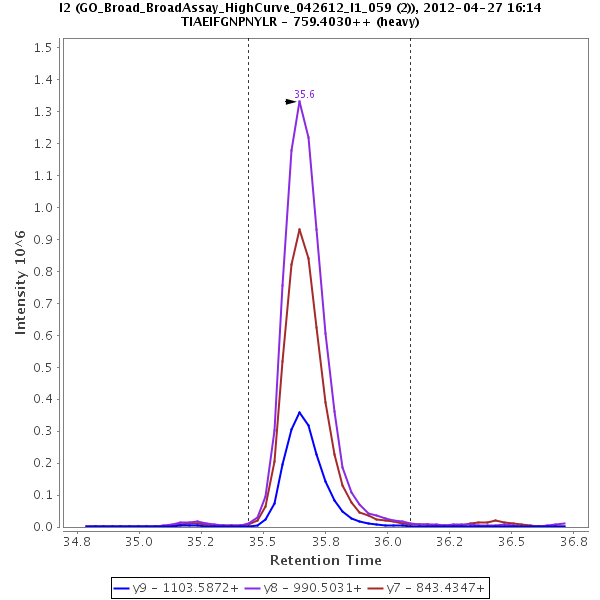 I2 (GO_Broad_BroadAssay_HighCurve_042612_I1_059 (2)), 2012-04-27 16:14
TIAEIFGNPNYLR - 759.4030++ (heavy)
35.6
1.5
1.4
1.3
1.2
1.1
1.0
0.9
0.8
0.7
0.6
0.5
0.4
0.3
0.2
0.1
0.0
Intensity 10^6
34.8 35.0 35.2 35.5 35.8 36.0 36.2 36.5 36.8
Retention Time
y9 - 1103.5872+ y8 - 990.5031+ y7 - 843.4347+